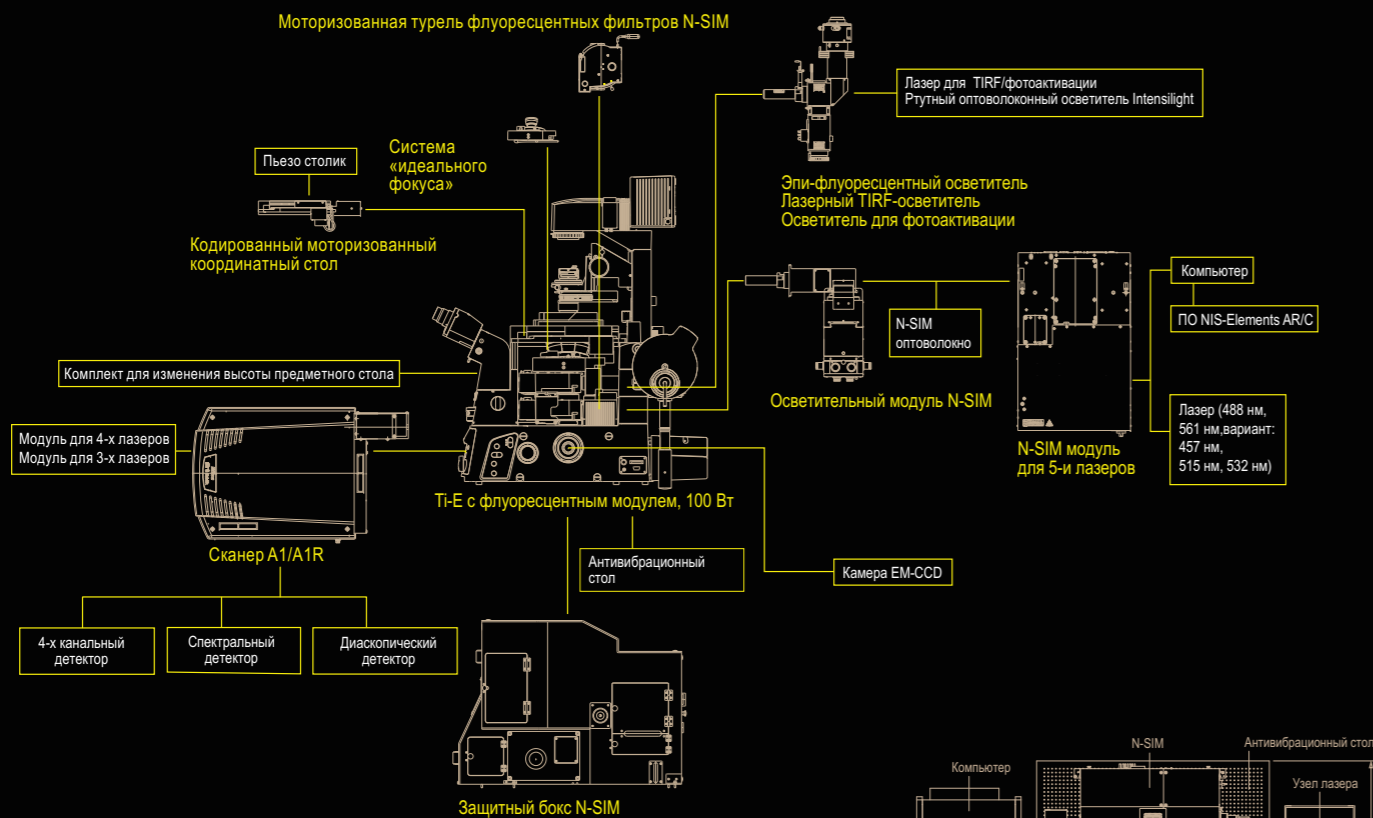 Моторизованная турель флуоресцентных фильтров N-SIM
Лазер для TIRF/фотоактивации
Ртутный оптоволоконный осветитель Intensilight
Система
«идеального
фокуса»
Пьезо столик
Эпи-флуоресцентный осветитель
Лазерный TIRF-осветитель
Осветитель для фотоактивации
Кодированный моторизованный
координатный стол
Компьютер
ПО NIS-Elements AR/C
N-SIM
оптоволокно
Комплект для изменения высоты предметного стола
Осветительный модуль N-SIM
Лазер (488 нм,
561 нм,вариант:
457 нм,
515 нм, 532 нм)
N-SIM модуль
для 5-и лазеров
Модуль для 4-х лазеров
Модуль для 3-х лазеров
Ti-E с флуоресцентным модулем, 100 Вт
Сканер A1/A1R
Антивибрационный
стол
Камера EM-CCD
4-х канальный
детектор
Спектральный
детектор
Диаскопический
детектор
Защитный бокс N-SIM
N-SIM
Антивибрационный стол
Компьютер
Узел лазера